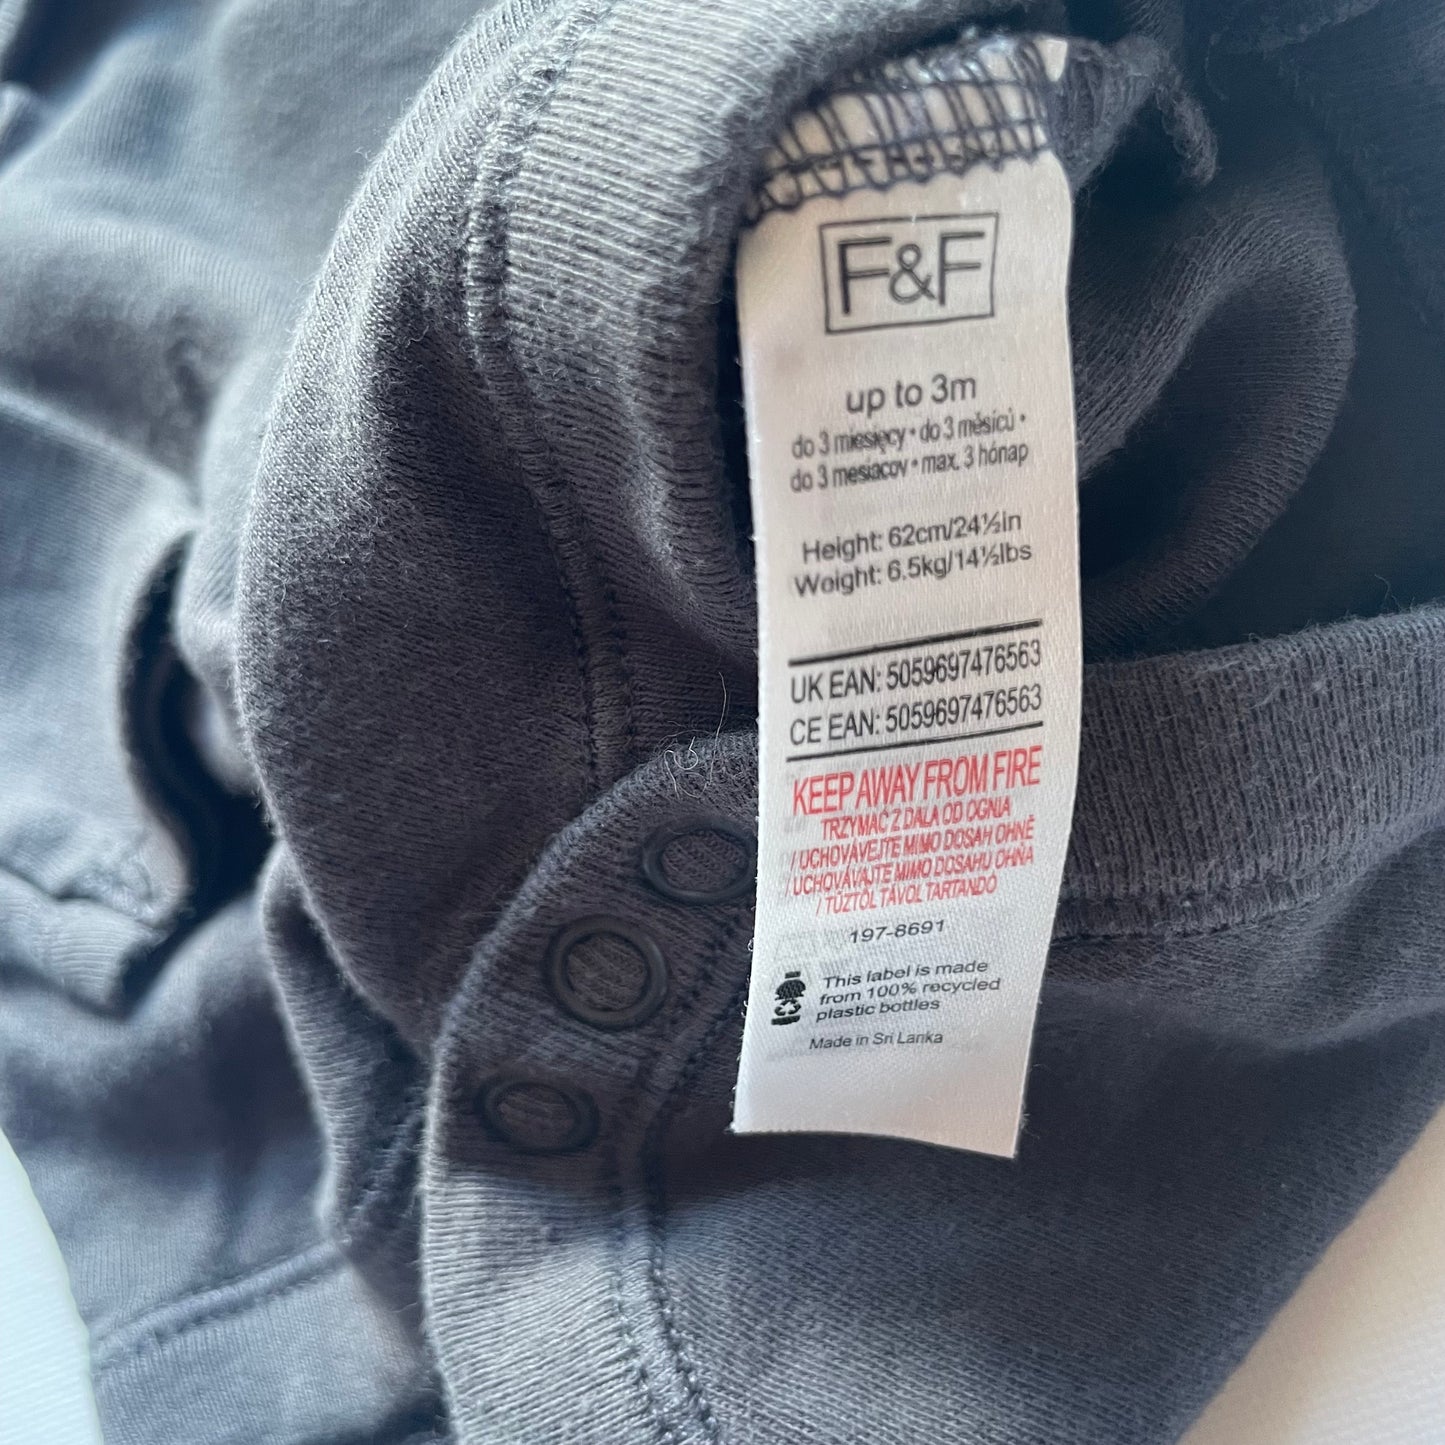 F&F
up to 3m
do 3 miesięcy • do 3 měsíců •
do 3 mesiacov • max. 3 hónap
Height: 62cm/24½in
Weight: 6.5kg/14½lbs
UK EAN: 5059697476563
CE EAN: 5059697476563
KEEP AWAY FROM FIRE
TRZYMAĆ Z DALA OD OGNIA
/ UCHOVÁVEJTE MIMO DOSAH OHNĚ
/ UCHOVÁVAJTE MIMO DOSAHU OHŇA
/ TŰZTŐL TÁVOL TARTANDÓ
197-8691
This label is made
from 100% recycled
plastic bottles
Made in Sri Lanka